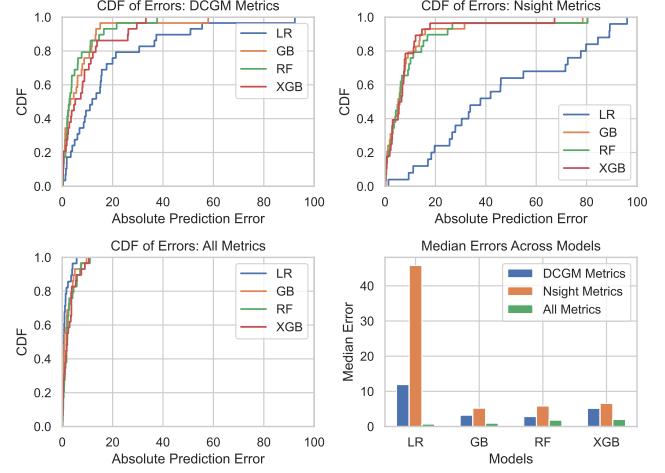 CDF of Errors: DCGM Metrics
1.0
0.8
0.6
0.4
0.2
0.0
CDF
LR
GB
RF
XGB
0 20 40 60 80 100
Absolute Prediction Error
CDF of Errors: Nsight Metrics
1.0
0.8
0.6
0.4
0.2
0.0
CDF
LR
GB
RF
XGB
0 20 40 60 80 100
Absolute Prediction Error
CDF of Errors: All Metrics
1.0
0.8
0.6
0.4
0.2
0.0
CDF
LR
GB
RF
XGB
0 20 40 60 80 100
Absolute Prediction Error
Median Errors Across Models
40
30
20
10
0
Median Error
DCGM Metrics
Nsight Metrics
All Metrics
LR GB RF XGB
Models